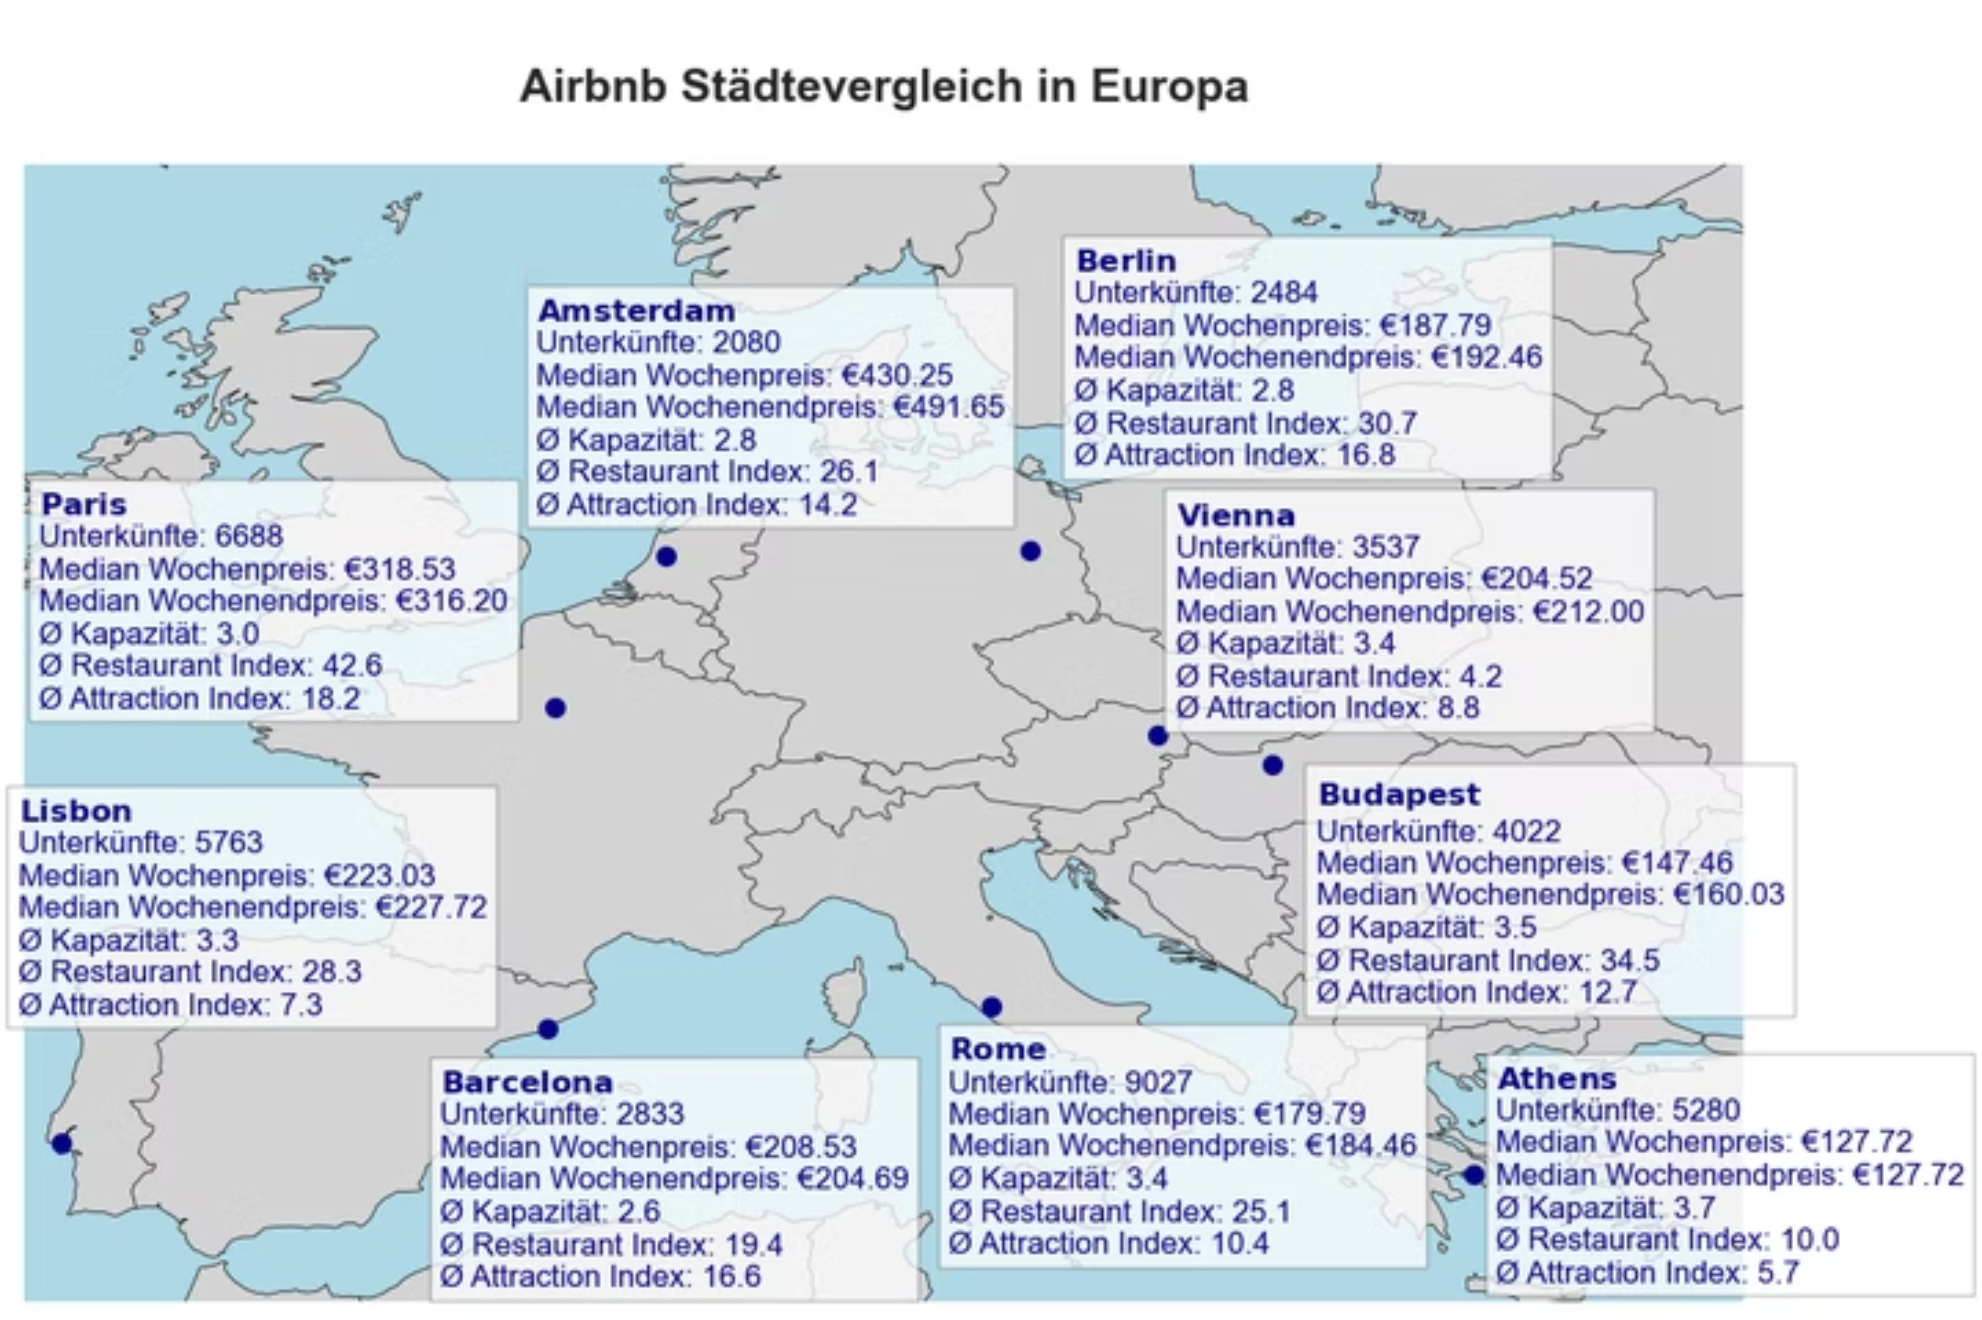 Airbnb Städtevergleich in Europa
Berlin
Unterkünfte: 2484
Median Wochenpreis: €187.79
Median Wochenendpreis: €192.46
Ø Kapazität: 2.8
Ø Restaurant Index: 30.7
Ø Attraction Index: 16.8
Amsterdam
Unterkünfte: 2080
Median Wochenpreis: €430.25
Median Wochenendpreis: €491.65
Ø Kapazität: 2.8
Ø Restaurant Index: 26.1
Ø Attraction Index: 14.2
Paris
Unterkünfte: 6688
Median Wochenpreis: €318.53
Median Wochenendpreis: €316.20
Ø Kapazität: 3.0
Ø Restaurant Index: 42.6
Ø Attraction Index: 18.2
Vienna
Unterkünfte: 3537
Median Wochenpreis: €204.52
Median Wochenendpreis: €212.00
Ø Kapazität: 3.4
Ø Restaurant Index: 4.2
Ø Attraction Index: 8.8
Lisbon
Unterkünfte: 5763
Median Wochenpreis: €223.03
Median Wochenendpreis: €227.72
Ø Kapazität: 3.3
Ø Restaurant Index: 28.3
Ø Attraction Index: 7.3
Budapest
Unterkünfte: 4022
Median Wochenpreis: €147.46
Median Wochenendpreis: €160.03
Ø Kapazität: 3.5
Ø Restaurant Index: 34.5
Ø Attraction Index: 12.7
Barcelona
Unterkünfte: 2833
Median Wochenpreis: €208.53
Median Wochenendpreis: €204.69
Ø Kapazität: 2.6
Ø Restaurant Index: 19.4
Ø Attraction Index: 16.6
Rome
Unterkünfte: 9027
Median Wochenpreis: €179.79
Median Wochenendpreis: €184.46
Ø Kapazität: 3.4
Ø Restaurant Index: 25.1
Ø Attraction Index: 10.4
Athens
Unterkünfte: 5280
Median Wochenpreis: €127.72
Median Wochenendpreis: €127.72
Ø Kapazität: 3.7
Ø Restaurant Index: 10.0
Ø Attraction Index: 5.7